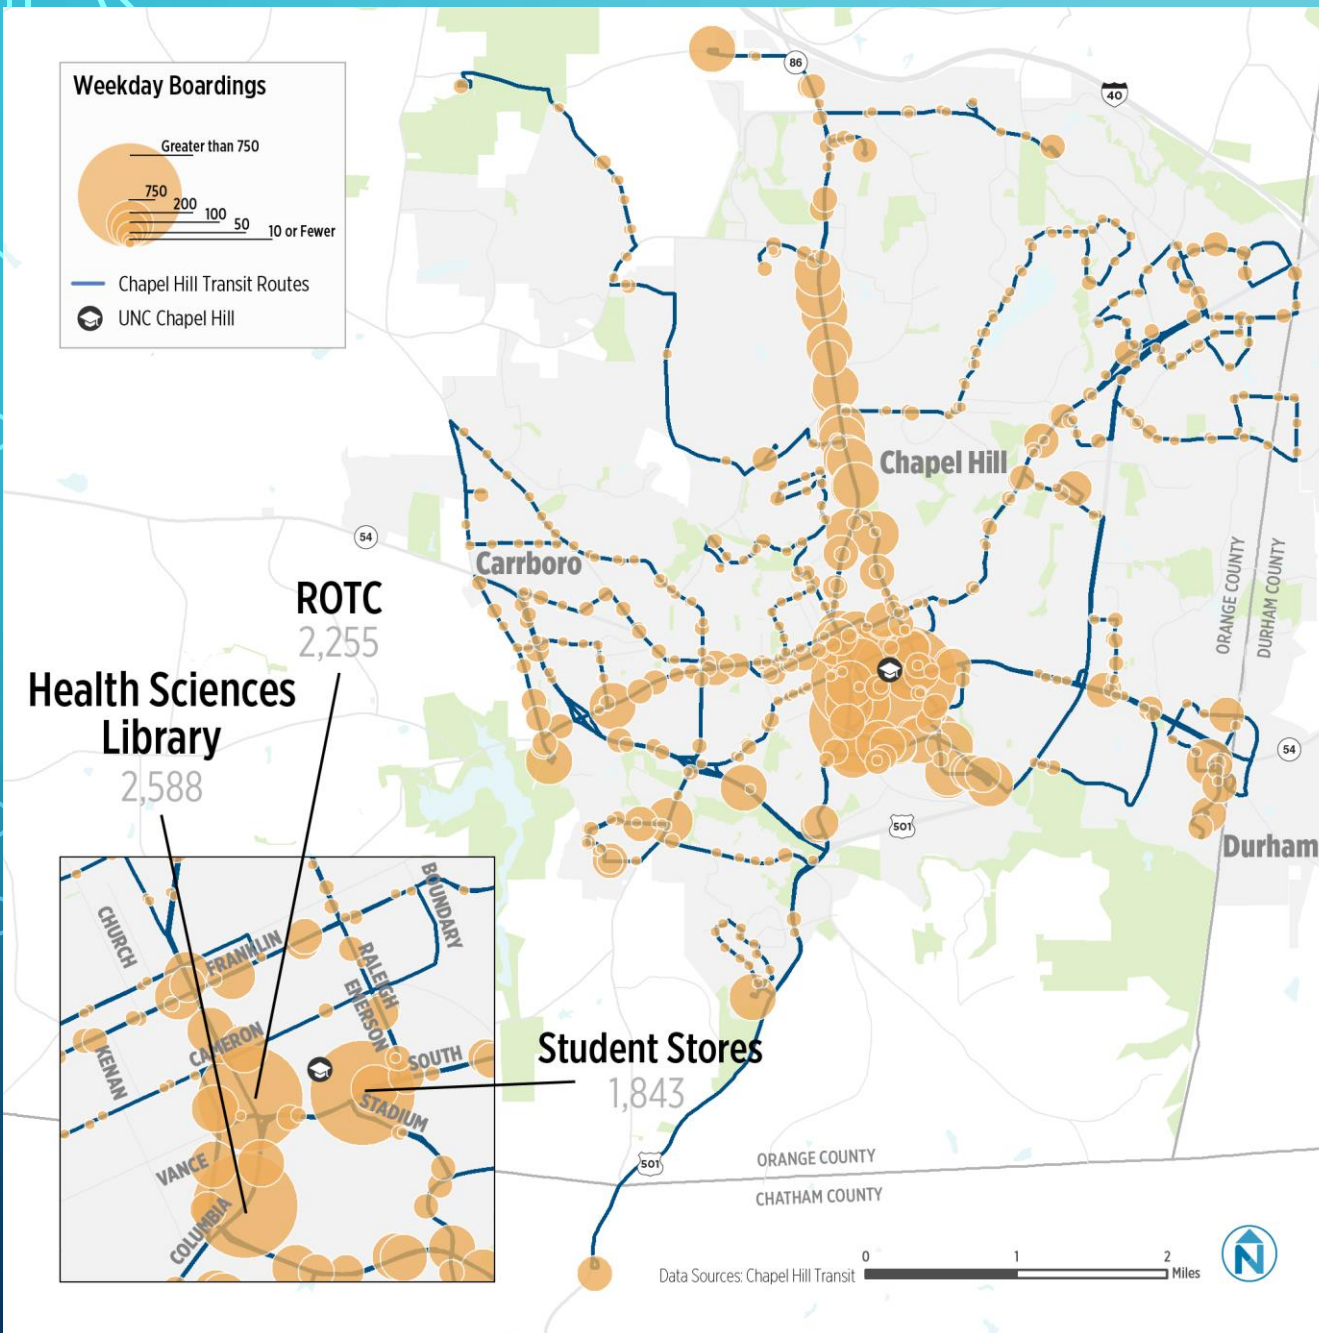 Weekday Boardings
Greater than 750
750
200
100
50
10 or Fewer
Chapel Hill Transit Routes
UNC Chapel Hill
86
40
Chapel Hill
54
Carrboro
ORANGE COUNTY
DURHAM COUNTY
ROTC
2,255
Health Sciences
Library
2,588
54
501
Durham
CHURCH
FRANKLIN
BOUNDARY
RALEIGH
EMERSON
CAMERON
KENAN
SOUTH
STADIUM
VANCE
COLUMBIA
Student Stores
1,843
501
ORANGE COUNTY
CHATHAM COUNTY
Data Sources: Chapel Hill Transit
0
1
2
Miles
N